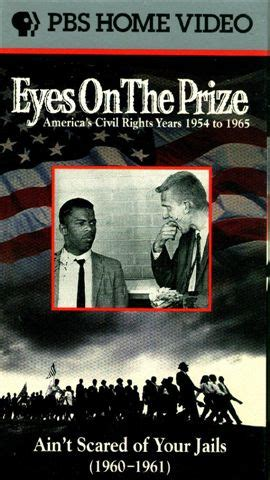 PBS HOME VIDEO
Eyes On The Prize
America's Civil Rights Years 1954 to 1965
Ain't Scared of Your Jails
(1960–1961)